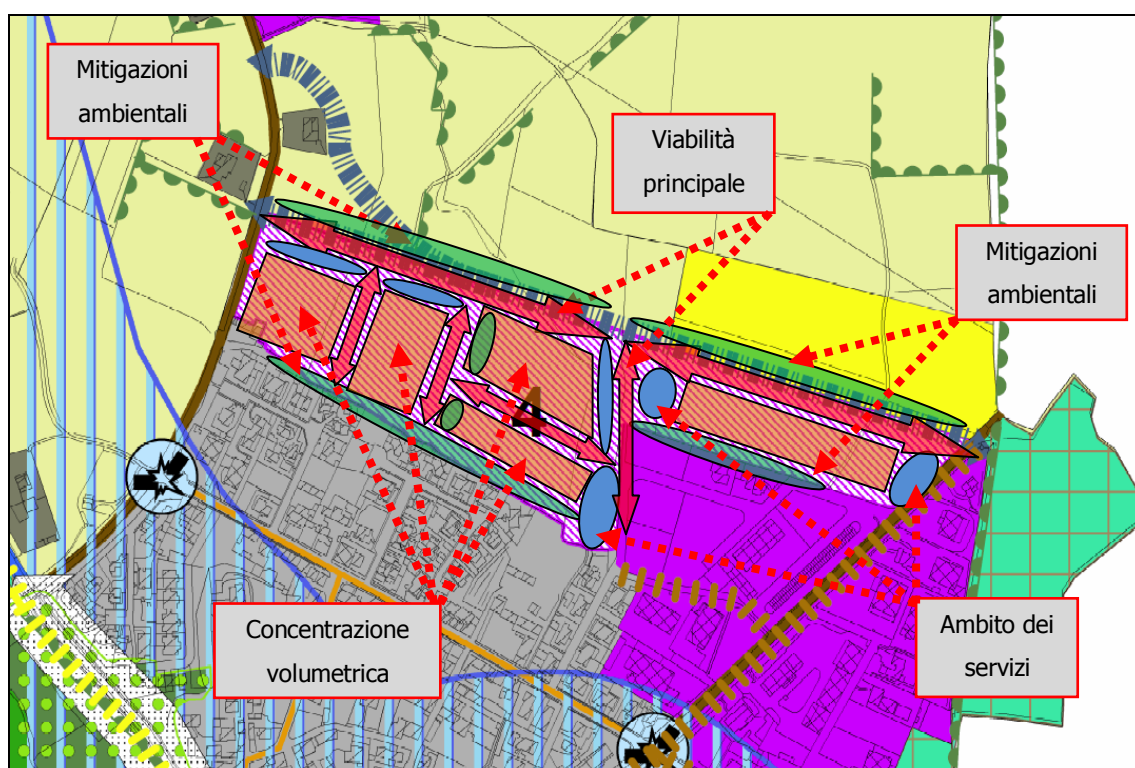 Mitigazioni
ambientali
Viabilità
principale
Mitigazioni
ambientali
4
Concentrazione
volumetrica
Ambito dei
servizi